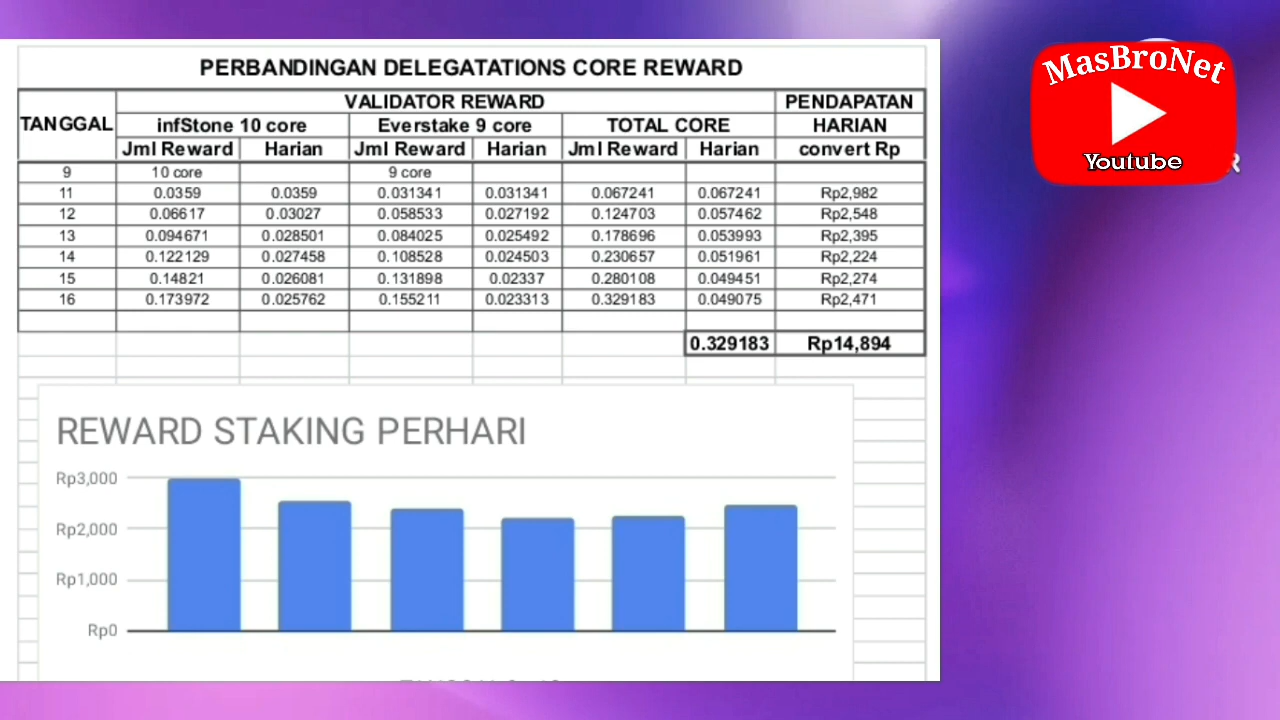 PERBANDINGAN DELEGATATIONS CORE REWARD
TANGGAL VALIDATOR REWARD PENDAPATAN
infStone 10 core Everstake 9 core TOTAL CORE HARIAN
Jml Reward Harian Jml Reward Harian Jml Reward Harian convert Rp
9 10 core 9 core
11 0.0359 0.0359 0.031341 0.031341 0.067241 0.067241 Rp2,982
12 0.06617 0.03027 0.058533 0.027192 0.124703 0.057462 Rp2,548
13 0.094671 0.028501 0.084025 0.025492 0.178696 0.053993 Rp2,395
14 0.122129 0.027458 0.108528 0.024503 0.230657 0.051961 Rp2,224
15 0.14821 0.026081 0.131898 0.02337 0.280108 0.049451 Rp2,274
16 0.173972 0.025762 0.155211 0.023313 0.329183 0.049075 Rp2,471
0.329183 Rp14,894
REWARD STAKING PERHARI
Rp3,000
Rp2,000
Rp1,000
Rp0
MasBroNet
Youtube